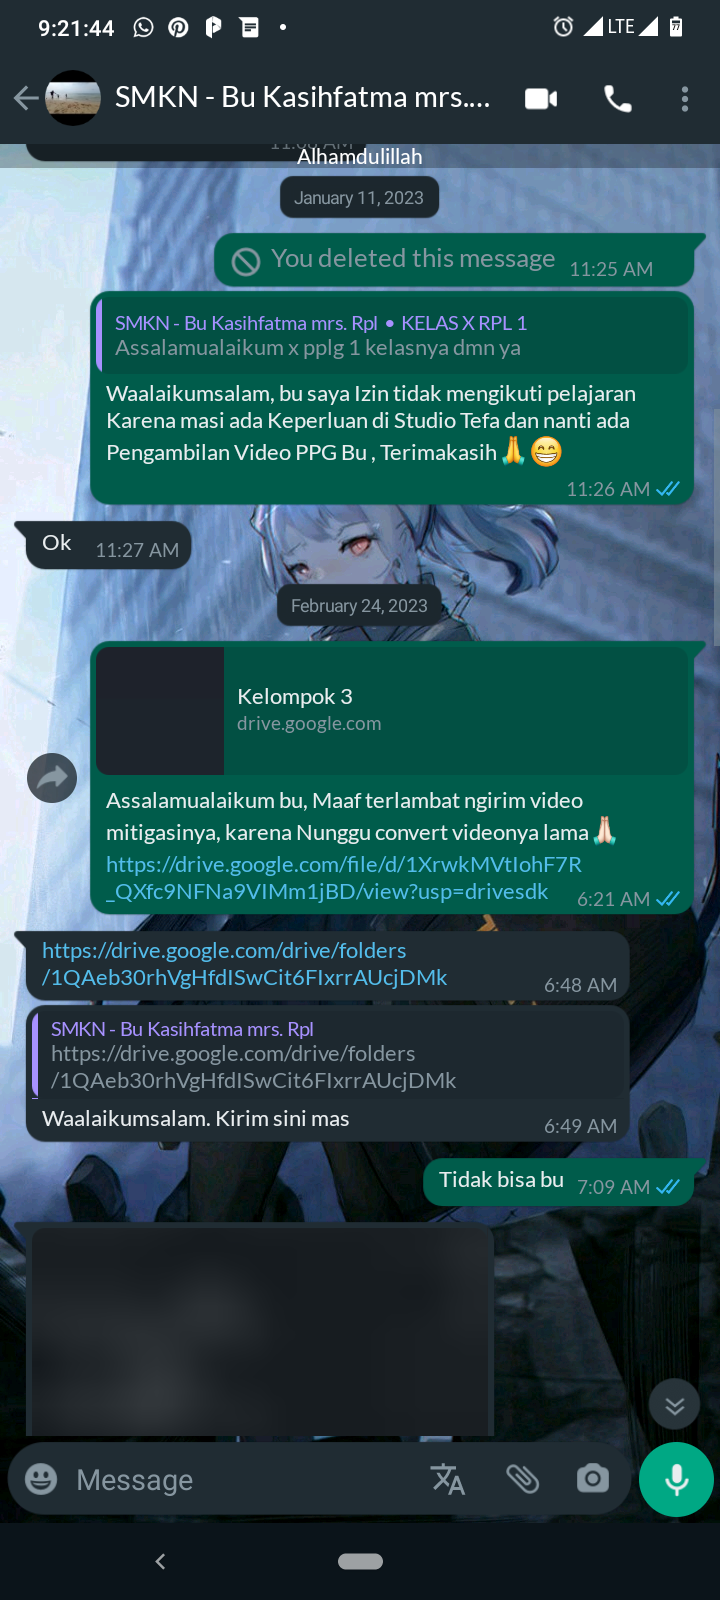 9:21:44
LTE
77
SMKN - Bu Kasihfatma mrs....
Alhamdulillah
January 11, 2023
You deleted this message 11:25 AM
SMKN - Bu Kasihfatma mrs. Rpl • KELAS X RPL 1
Assalamualaikum x pplg 1 kelasnya dmn ya
Waalaikumsalam, bu saya Izin tidak mengikuti pelajaran
Karena masi ada Keperluan di Studio Tefa dan nanti ada
Pengambilan Video PPG Bu , Terimakasih🙏😁
11:26 AM
Ok 11:27 AM
February 24, 2023
Kelompok 3
drive.google.com
Assalamualaikum bu, Maaf terlambat ngirim video
mitigasinya, karena Nunggu convert videonya lama🙏🏻
https://drive.google.com/file/d/1XrwkMVtIohF7R
_QXfc9NFNa9VIMm1jBD/view?usp=drivesdk 6:21 AM
https://drive.google.com/drive/folders
/1QAeb30rhVgHfdISwCit6FIxrrAUcjDMk
6:48 AM
SMKN - Bu Kasihfatma mrs. Rpl
https://drive.google.com/drive/folders
/1QAeb30rhVgHfdISwCit6FIxrrAUcjDMk
Waalaikumsalam. Kirim sini mas
6:49 AM
Tidak bisa bu 7:09 AM
Message